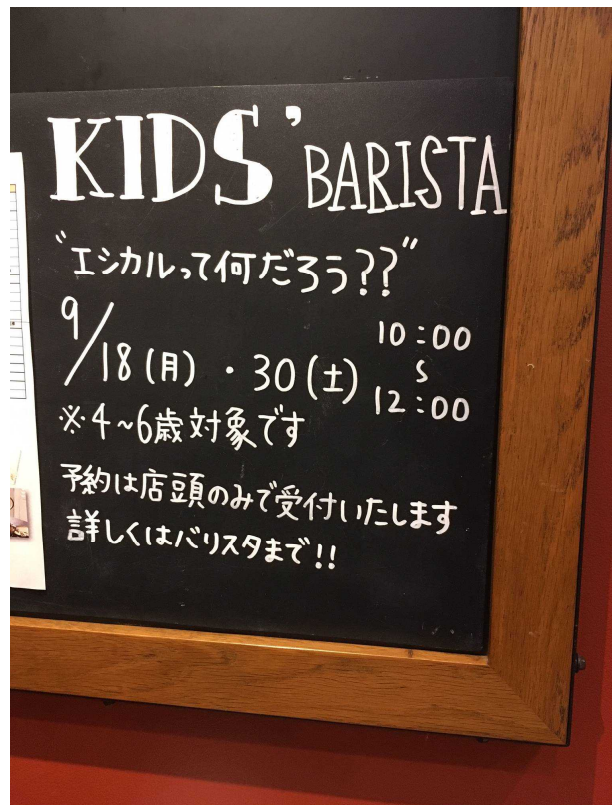 KIDS' BARISTA
"エシカルって何だろう??"
9/18(月)・30(土) 10:00
〜
12:00
※4~6歳対象です
予約は店頭のみで受付いたします
詳しくはバリスタまで!!